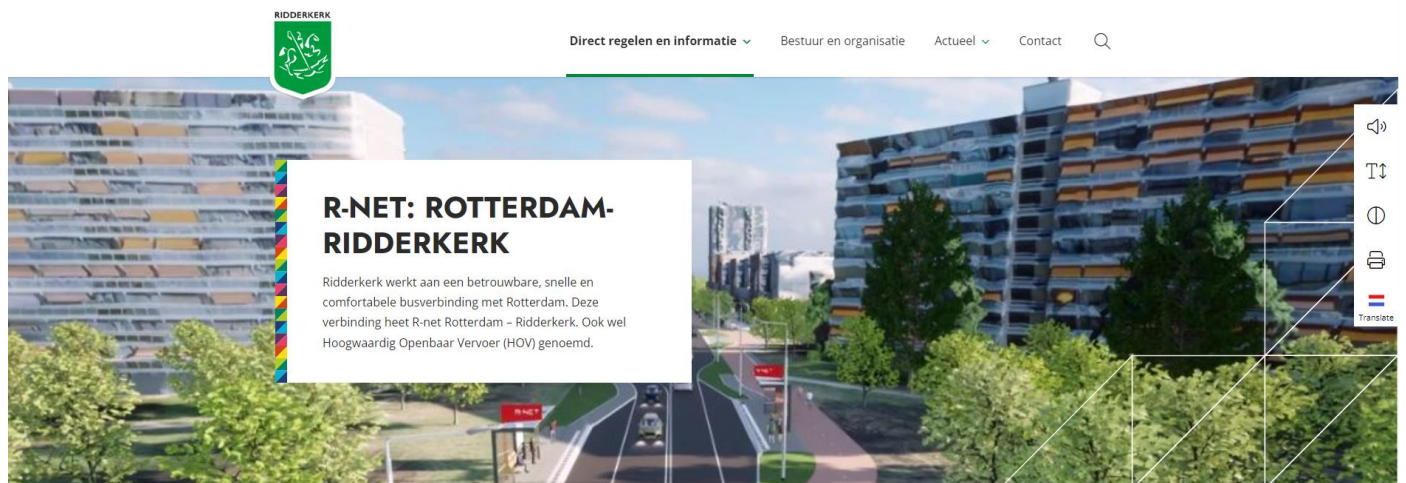 RIDDERKERK
Direct regelen en informatie
Bestuur en organisatie
Actueel
Contact
R-NET: ROTTERDAM-
RIDDERKERK
Ridderkerk werkt aan een betrouwbare, snelle en
comfortabele busverbinding met Rotterdam. Deze
verbinding heet R-net Rotterdam – Ridderkerk. Ook wel
Hoogwaardig Openbaar Vervoer (HOV) genoemd.
Translate
R-NET
R-NET